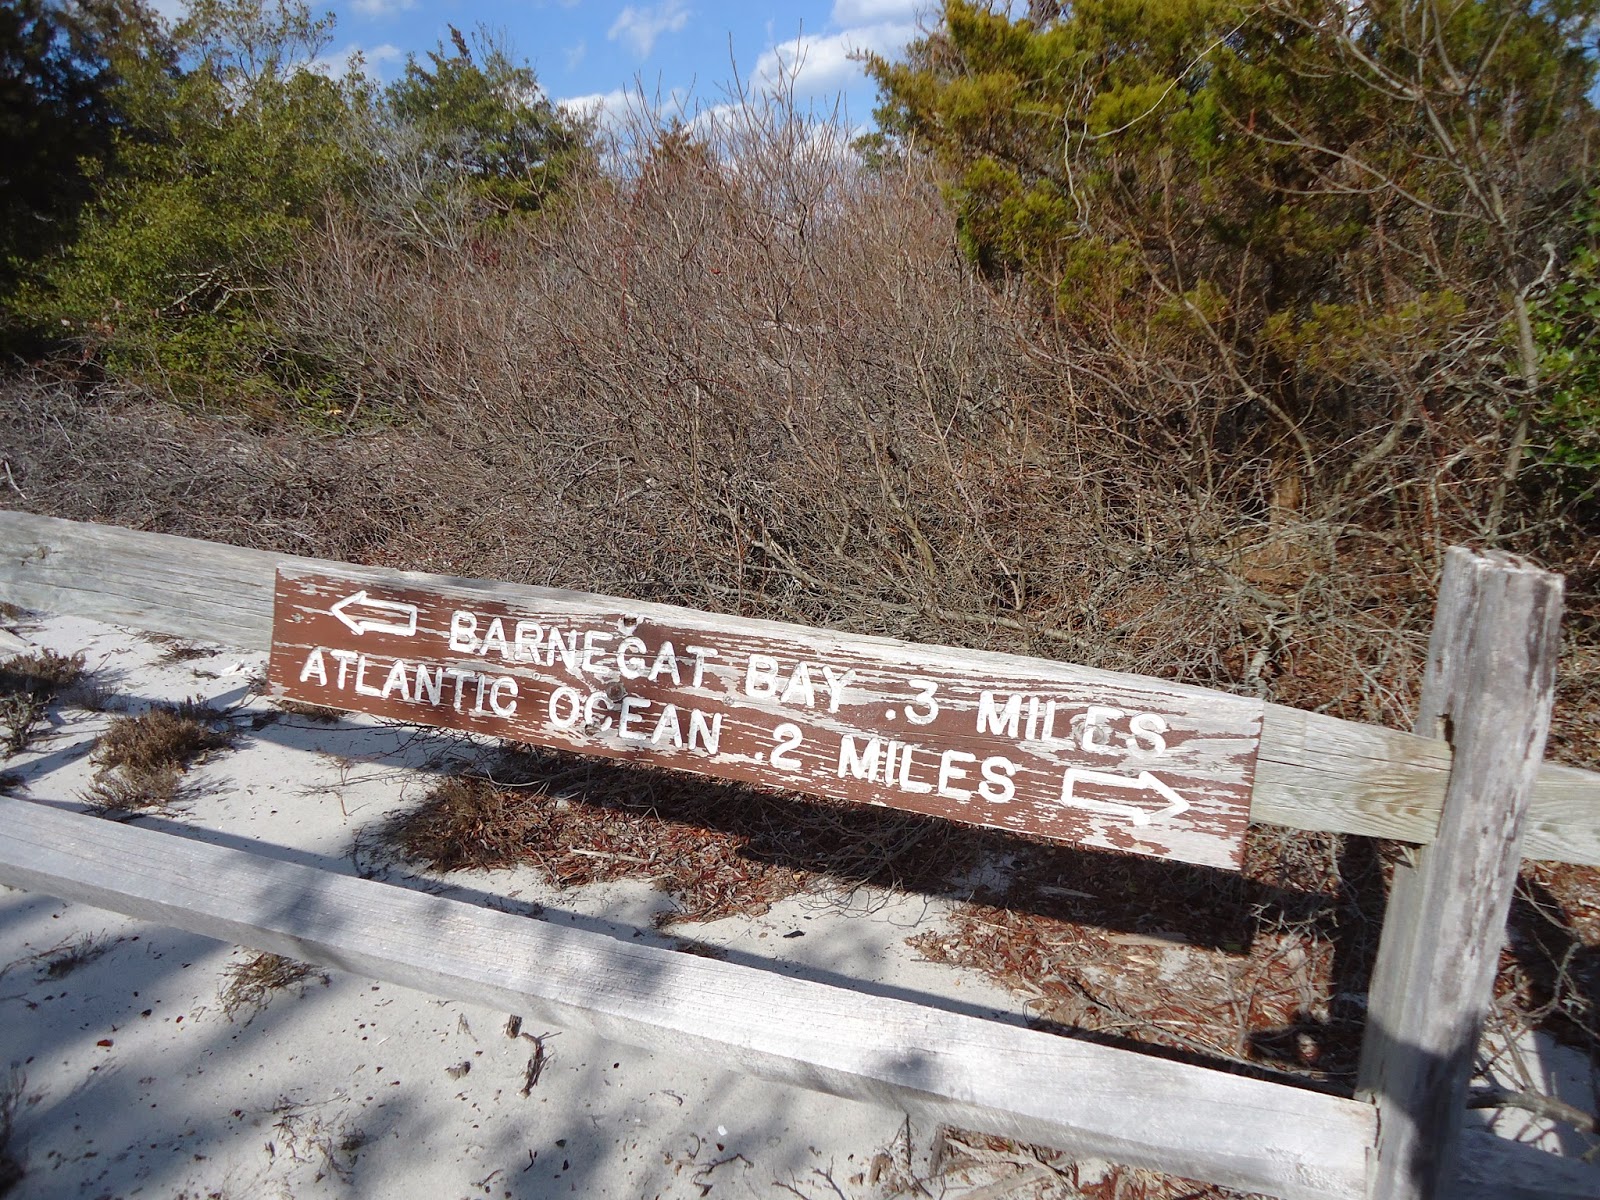 BARNEGAT BAY .3 MILES
ATLANTIC OCEAN .2 MILES